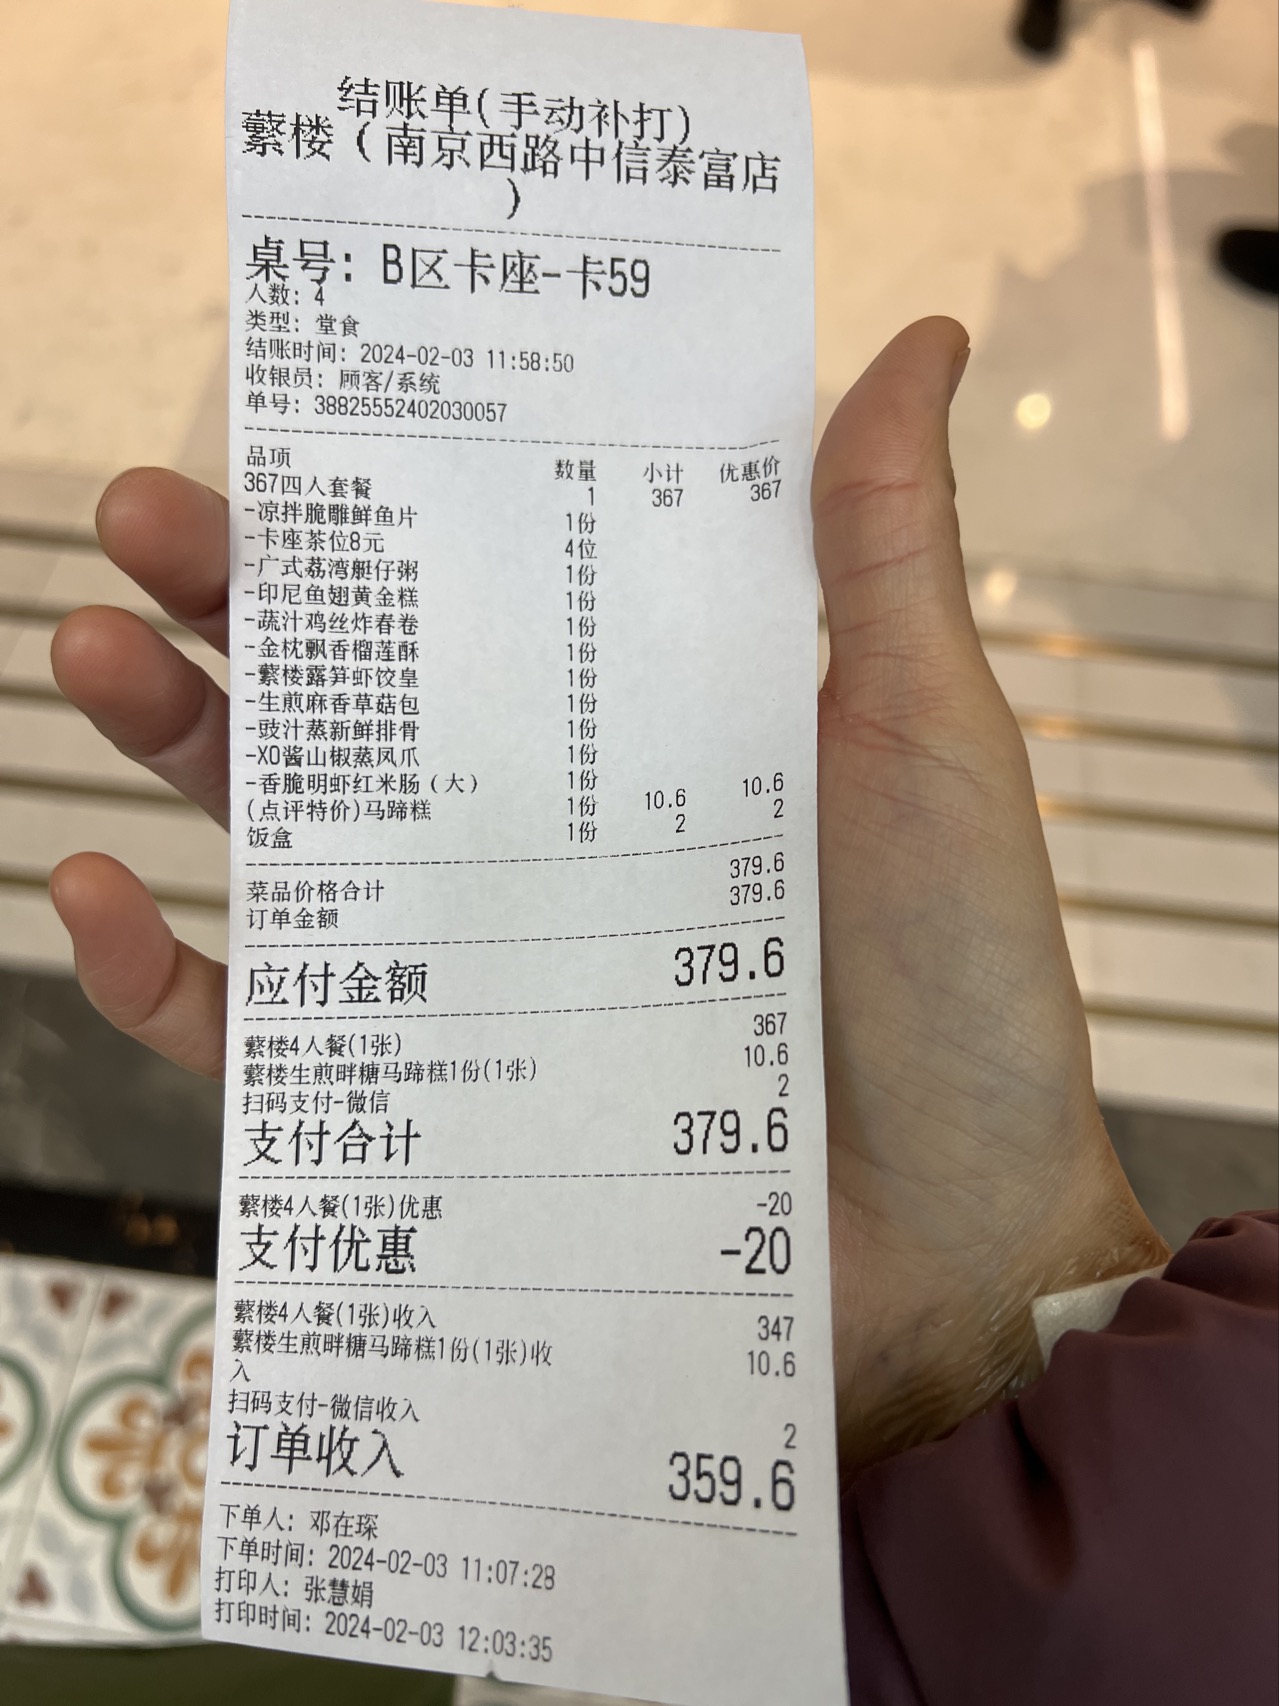 结账单(手动补打)
蘩楼（南京西路中信泰富店
）
桌号: B区卡座-卡59
人数: 4
类型: 堂食
结账时间: 2024-02-03 11:58:50
收银员: 顾客/系统
单号: 38825552402030057
品项 数量 小计 优惠价
367四人套餐 1 367 367
-凉拌脆雕鲜鱼片 1份
-卡座茶位8元 4位
-广式荔湾艇仔粥 1份
-印尼鱼翅黄金糕 1份
-蔬汁鸡丝炸春卷 1份
-金枕飘香榴莲酥 1份
-蘩楼露笋虾饺皇 1份
-生煎麻香草菇包 1份
-豉汁蒸新鲜排骨 1份
-XO酱山椒蒸凤爪 1份
-香脆明虾红米肠（大） 1份
(点评特价)马蹄糕 1份 10.6 10.6
饭盒 1份 2 2
菜品价格合计 379.6
订单金额 379.6
应付金额 379.6
蘩楼4人餐(1张) 367
蘩楼生煎畔糖马蹄糕1份(1张) 10.6
扫码支付-微信 2
支付合计 379.6
蘩楼4人餐(1张)优惠 -20
支付优惠 -20
蘩楼4人餐(1张)收入 347
蘩楼生煎畔糖马蹄糕1份(1张)收 10.6
入
扫码支付-微信收入 2
订单收入 359.6
下单人: 邓在琛
下单时间: 2024-02-03 11:07:28
打印人: 张慧娟
打印时间: 2024-02-03 12:03:35